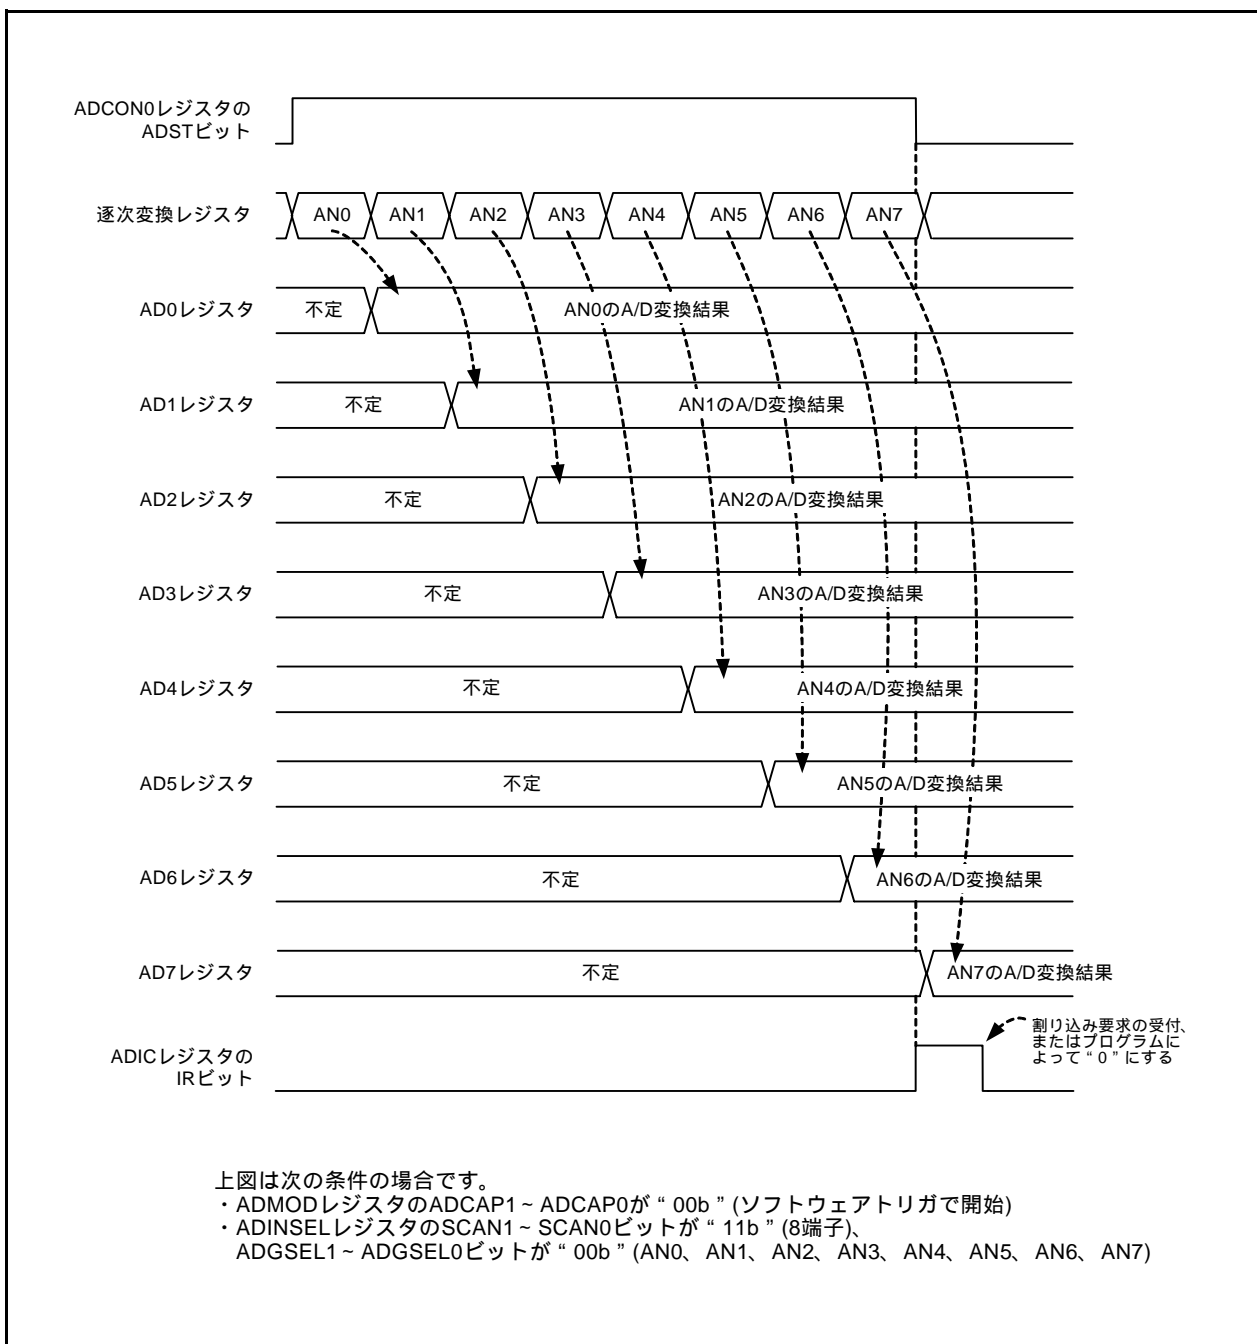 ADCON0レジスタの
ADSTビット
逐次変換レジスタ
AN0 AN1 AN2 AN3 AN4 AN5 AN6 AN7
AD0レジスタ
不定
AN0のA/D変換結果
AD1レジスタ
不定
AN1のA/D変換結果
AD2レジスタ
不定
AN2のA/D変換結果
AD3レジスタ
不定
AN3のA/D変換結果
AD4レジスタ
不定
AN4のA/D変換結果
AD5レジスタ
不定
AN5のA/D変換結果
AD6レジスタ
不定
AN6のA/D変換結果
AD7レジスタ
不定
AN7のA/D変換結果
割り込み要求の受付、
またはプログラムに
よって“0”にする
ADICレジスタの
IRビット
上図は次の条件の場合です。
・ADMODレジスタのADCAP1~ADCAP0が“00b”(ソフトウェアトリガで開始)
・ADINSELレジスタのSCAN1~SCAN0ビットが“11b”(8端子)、
ADGSEL1~ADGSEL0ビットが“00b”(AN0、AN1、AN2、AN3、AN4、AN5、AN6、AN7)